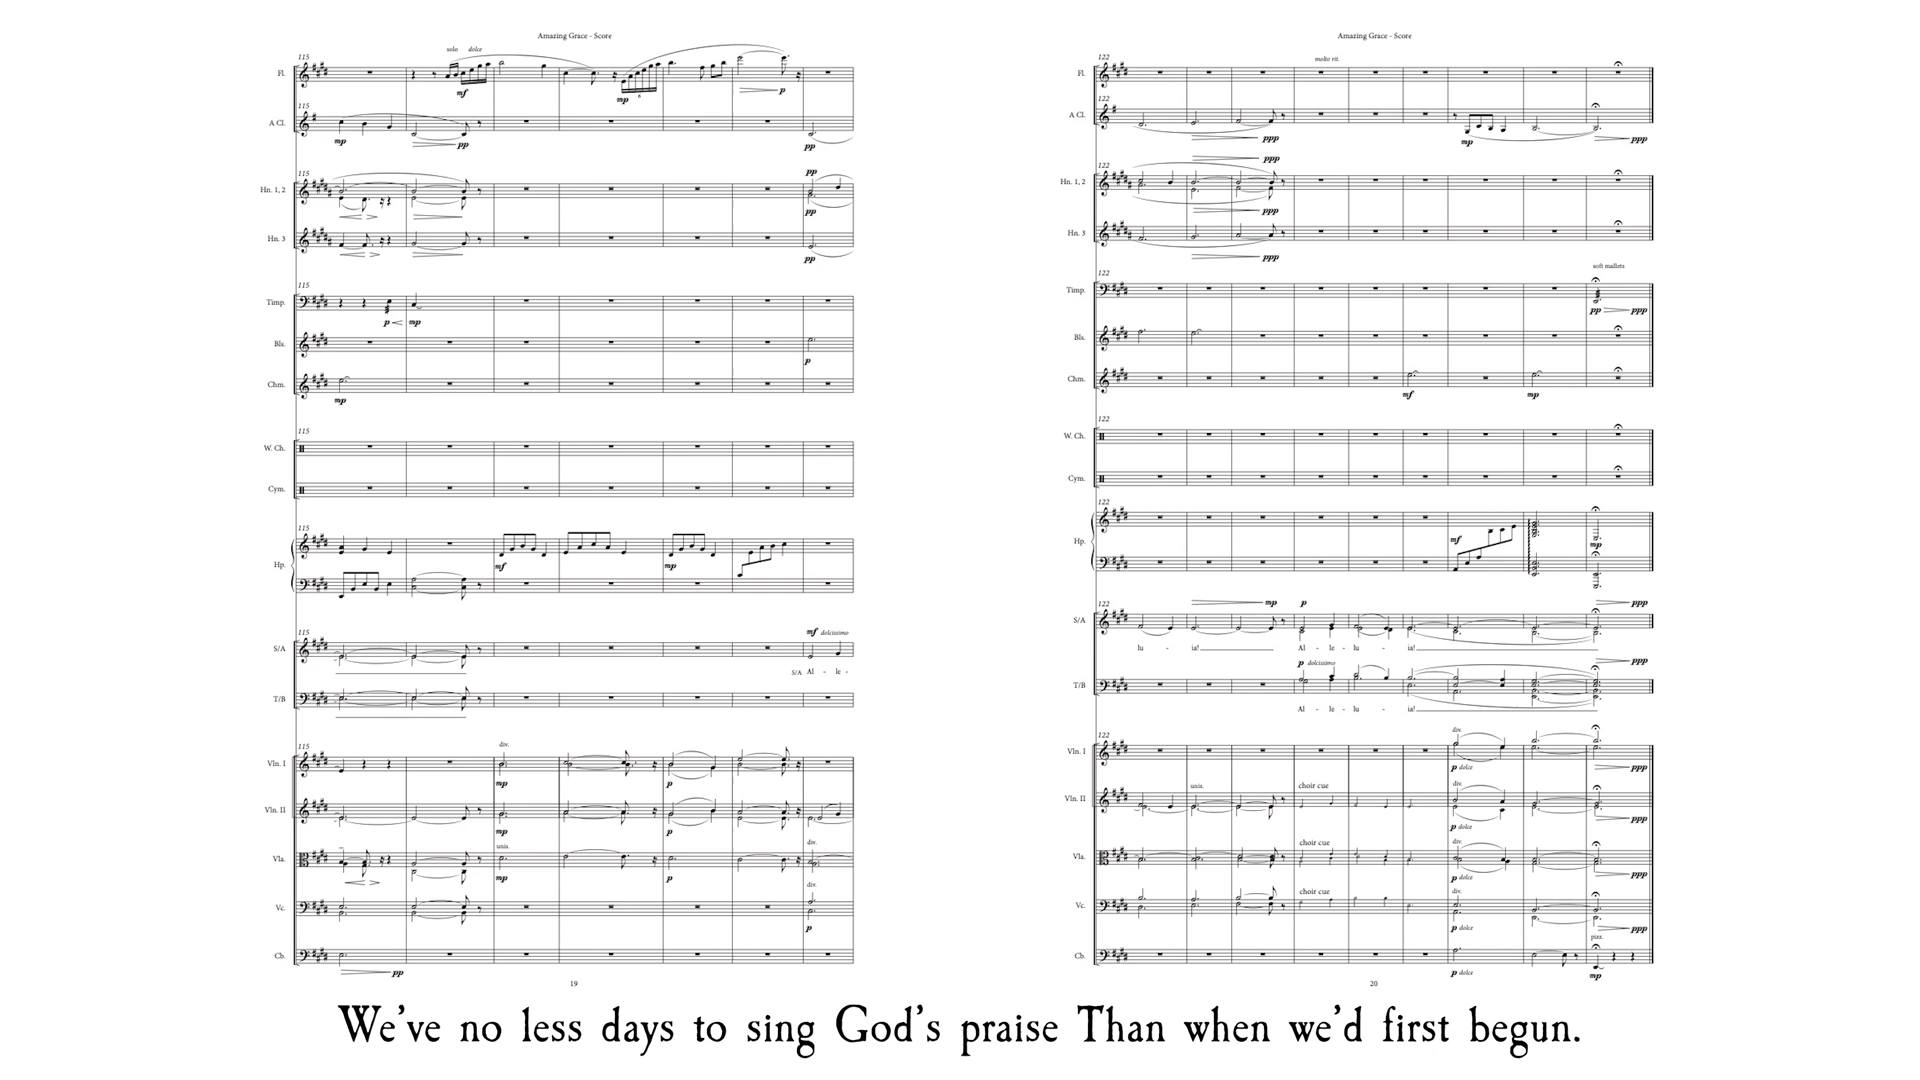 Amazing Grace - Score
115
solo dolce
Fl.
mf
mp
6
p
115
A Cl.
mp
pp
pp
115
pp
Hn. 1, 2
pp
Hn. 3
pp
115
Timp.
p
mp
Bls.
p
Chm.
mp
115
W. Ch.
Cym.
115
Hp.
mf
mp
115
mf dolcissimo
S/A
S/A Al - le -
T/B
115
div.
Vln. I
mp
p
Vln. II
mp
p
unis.
div.
Vla.
mp
p
div.
Vc.
p
Cb.
pp
19
Amazing Grace - Score
122
molto rit.
Fl.
122
A Cl.
ppp
mp
ppp
122
ppp
Hn. 1, 2
ppp
Hn. 3
ppp
122
soft mallets
Timp.
pp
ppp
Bls.
Chm.
mf
mp
122
W. Ch.
Cym.
122
Hp.
mf
mp
122
mp
p
ppp
S/A
lu - ia! Al - le - lu - ia!
p dolcissimo
ppp
T/B
Al - le - lu - ia!
122
div.
Vln. I
p dolce
ppp
unis.
choir cue
div.
Vln. II
p dolce
ppp
choir cue
div.
Vla.
p dolce
ppp
choir cue
div.
Vc.
p dolce
ppp
pizz.
Cb.
p dolce
mp
20
We've no less days to sing God's praise Than when we'd first begun.